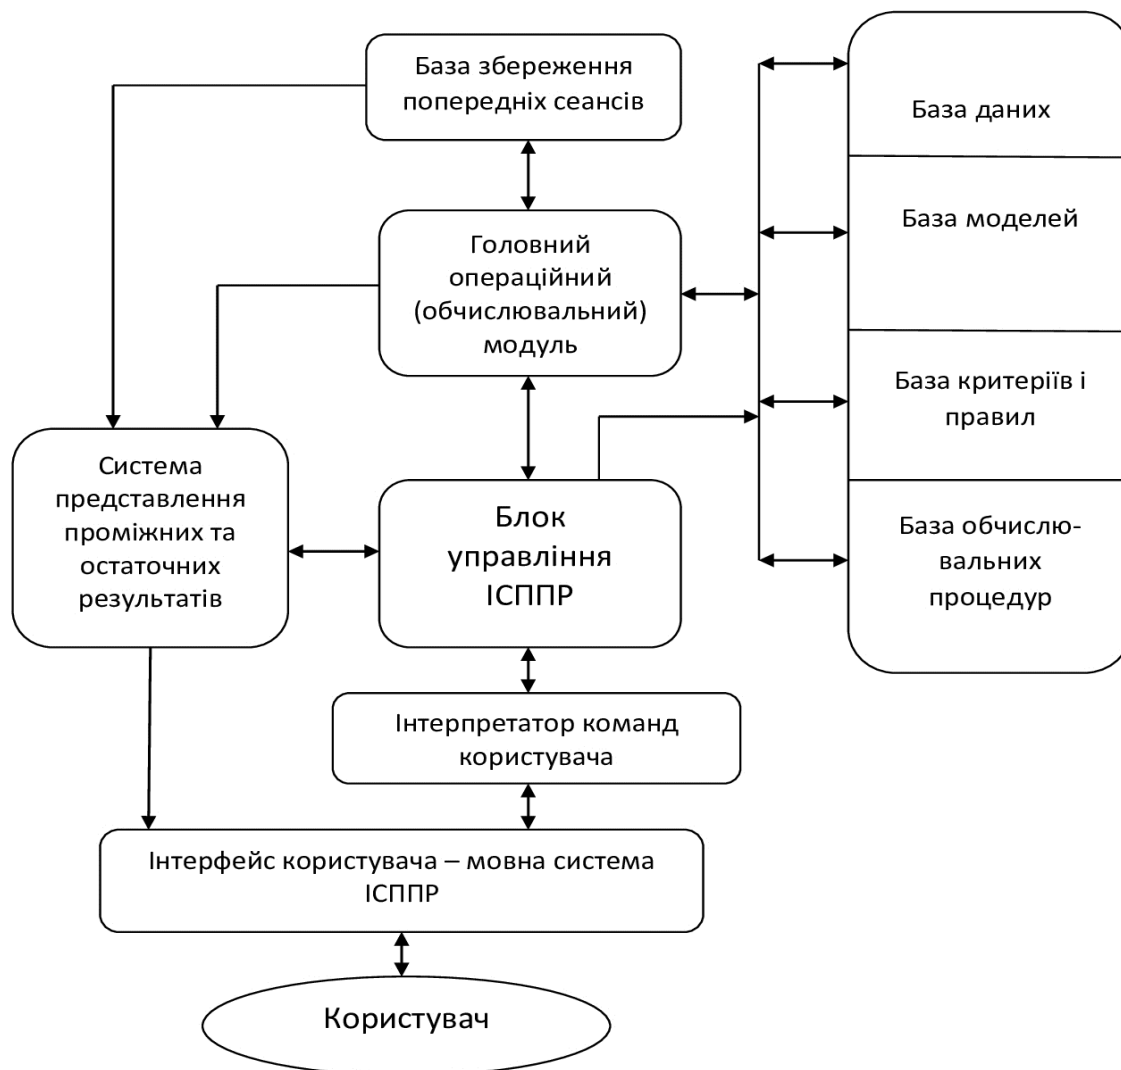 База збереження
попередніх сеансів
База даних
База моделей
Головний
операційний
(обчислювальний)
модуль
База критеріїв і
правил
Система
представлення
проміжних та
остаточних
результатів
Блок
управління
ІСППР
База обчислю-
вальних
процедур
Інтерпретатор команд
користувача
Інтерфейс користувача – мовна система
ІСППР
Користувач